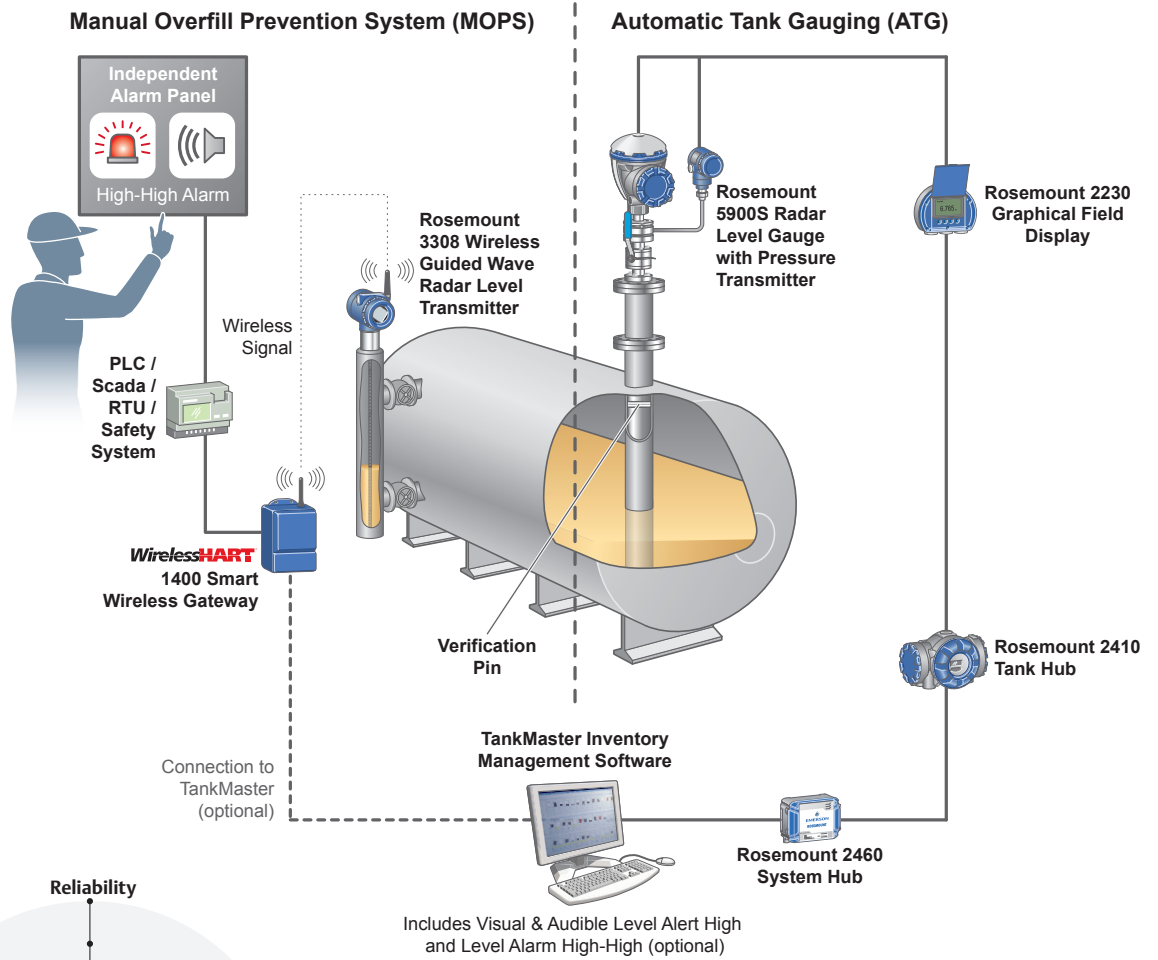 Manual Overfill Prevention System (MOPS)
Automatic Tank Gauging (ATG)
Independent
Alarm Panel
High-High Alarm
Rosemount
3308 Wireless
Guided Wave
Radar Level
Transmitter
Wireless
Signal
PLC /
Scada /
RTU /
Safety
System
WirelessHART
1400 Smart
Wireless Gateway
Rosemount
5900S Radar
Level Gauge
with Pressure
Transmitter
Rosemount 2230
Graphical Field
Display
Verification
Pin
Rosemount 2410
Tank Hub
Connection to
TankMaster
(optional)
TankMaster Inventory
Management Software
EMERSON
ROSEMOUNT
Rosemount 2460
System Hub
Includes Visual & Audible Level Alert High
and Level Alarm High-High (optional)
Reliability